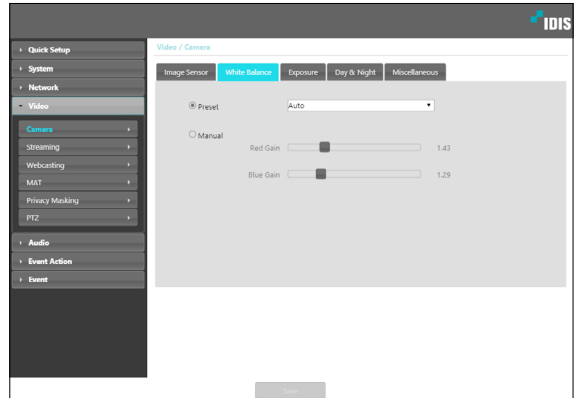 IDIS
Quick Setup
System
Network
Video
Camera
Streaming
Webcasting
MAT
Privacy Masking
PTZ
Audio
Event Action
Event
Video / Camera
Image Sensor White Balance Exposure Day & Night Miscellaneous
Preset Auto
Manual
Red Gain 1.43
Blue Gain 1.29
Save